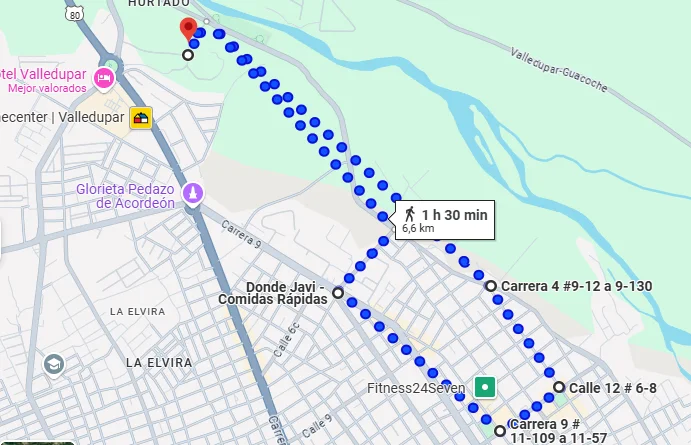 HURTADO
80
Valledupar-Guacoche
otel Valledupar
Mejor valorados
mecenter | Valledupar
Glorieta Pedazo
de Acordeón
1 h 30 min
6,6 km
Carrera 9
Donde Javi -
Comidas Rápidas
Carrera 4 #9-12 a 9-130
LA ELVIRA
Calle 6c
LA ELVIRA
Fitness24Seven
Calle 12 # 6-8
Calle 9
Carrera 9 #
11-109 a 11-57